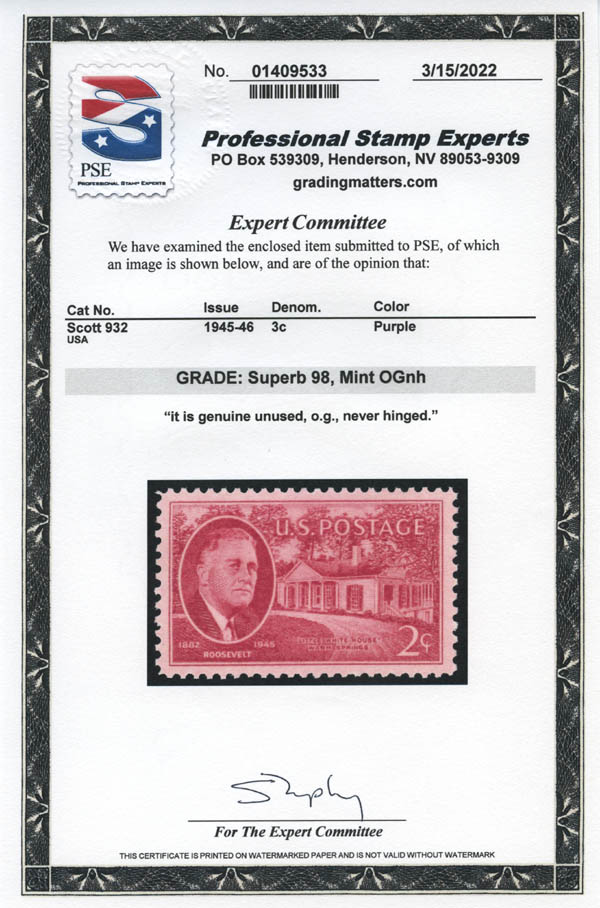 No. 01409533 3/15/2022
PSE
PROFESSIONAL STAMP EXPERTS
Professional Stamp Experts
PO Box 539309, Henderson, NV 89053-9309
gradingmatters.com
Expert Committee
We have examined the enclosed item submitted to PSE, of which
an image is shown below, and are of the opinion that:
Cat No. Issue Denom. Color
Scott 932 1945-46 3c Purple
USA
GRADE: Superb 98, Mint OGnh
“it is genuine unused, o.g., never hinged.”
U.S. POSTAGE
1882 1945
ROOSEVELT
LITTLE WHITE HOUSE
WARM SPRINGS
2¢
For The Expert Committee
THIS CERTIFICATE IS PRINTED ON WATERMARKED PAPER AND IS NOT VALID WITHOUT WATERMARK